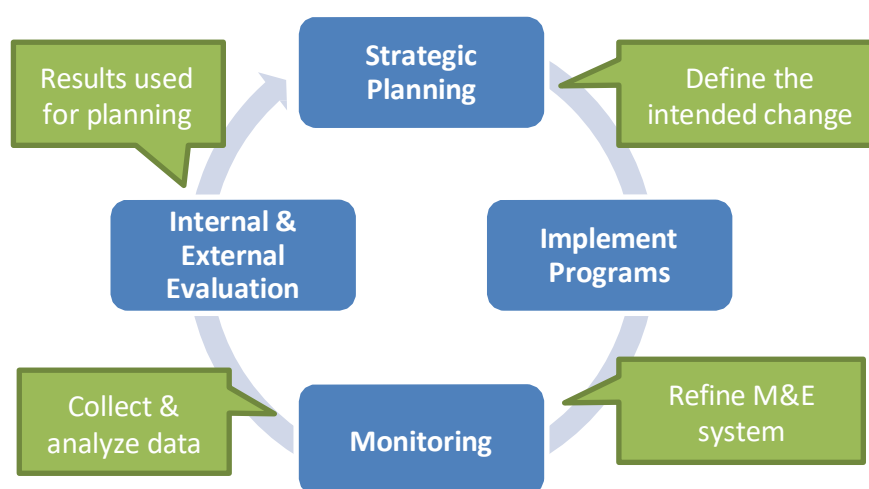 Strategic
Planning
Define the
intended change
Implement
Programs
Refine M&E
system
Monitoring
Collect &
analyze data
Internal &
External
Evaluation
Results used
for planning